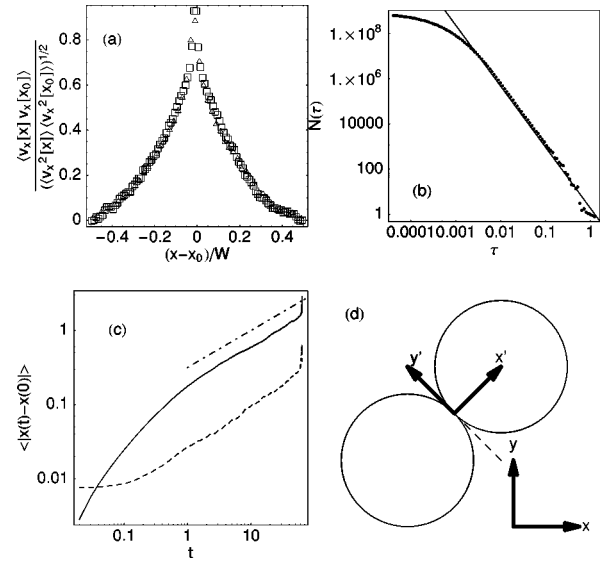 (a)
⟨v_x[x] v_x[x_0]⟩
(⟨v_x^2[x]⟩ ⟨v_x^2[x_0]⟩)^1/2
0.8
0.6
0.4
0.2
0
−0.4 −0.2 0 0.2 0.4
(x−x_0)/W
(b)
N(τ)
1.×10^8
1.×10^6
10000
100
1
0.0001 0.001 0.01 0.1 1
τ
(c)
<|x(t)−x(0)|>
1
0.1
0.01
0.1 1 10
t
(d)
y' x'
y
x